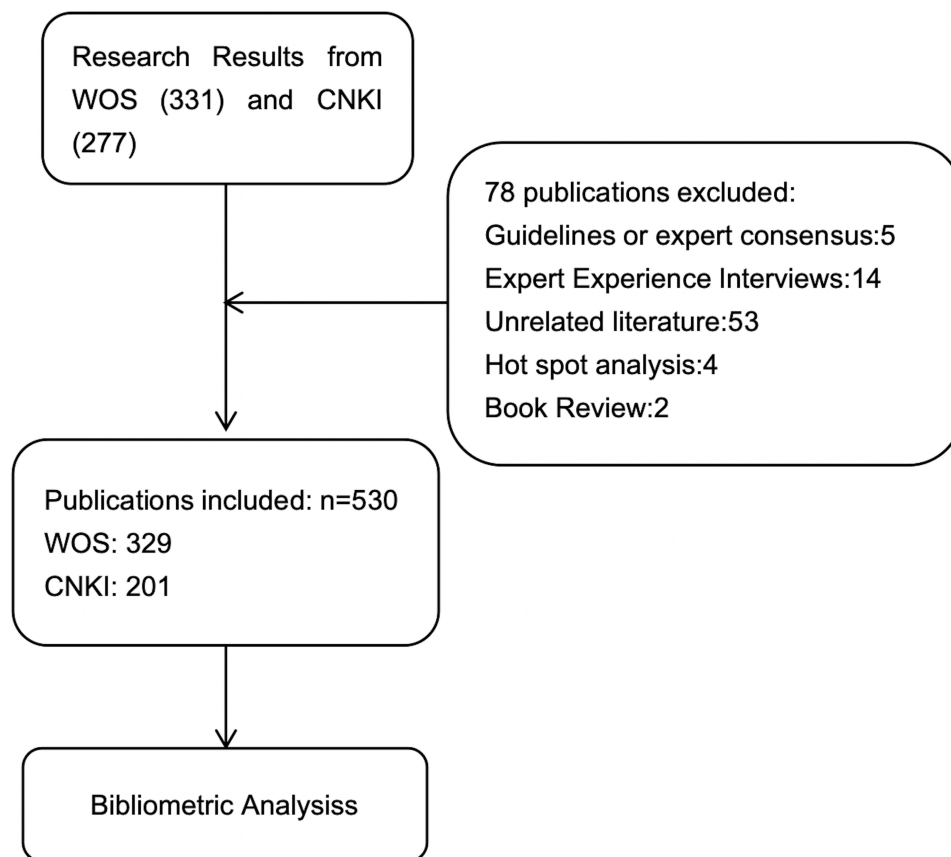 Research Results from
WOS (331) and CNKI
(277)
78 publications excluded:
Guidelines or expert consensus:5
Expert Experience Interviews:14
Unrelated literature:53
Hot spot analysis:4
Book Review:2
Publications included: n=530
WOS: 329
CNKI: 201
Bibliometric Analysiss